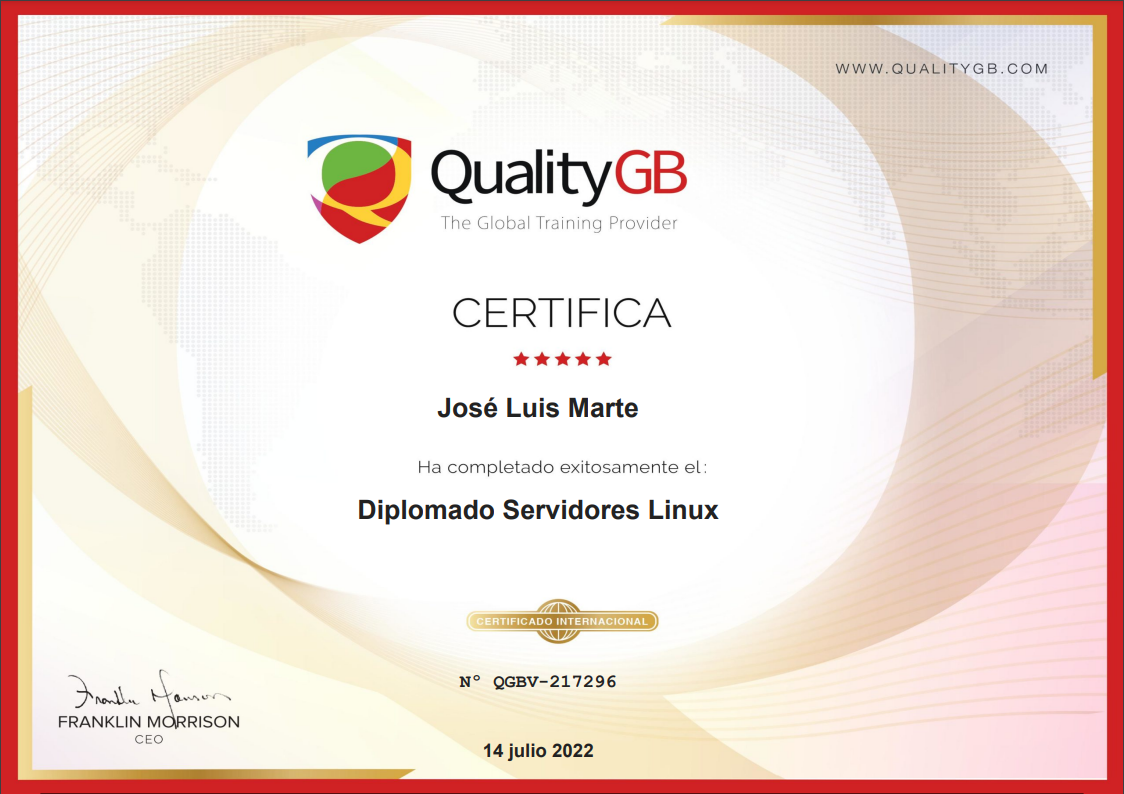 WWW.QUALITYGB.COM
QualityGB
The Global Training Provider
CERTIFICA
José Luis Marte
Ha completado exitosamente el:
Diplomado Servidores Linux
CERTIFICADO INTERNACIONAL
N° QGBV-217296
Franklin Morrison
FRANKLIN MORRISON
CEO
14 julio 2022